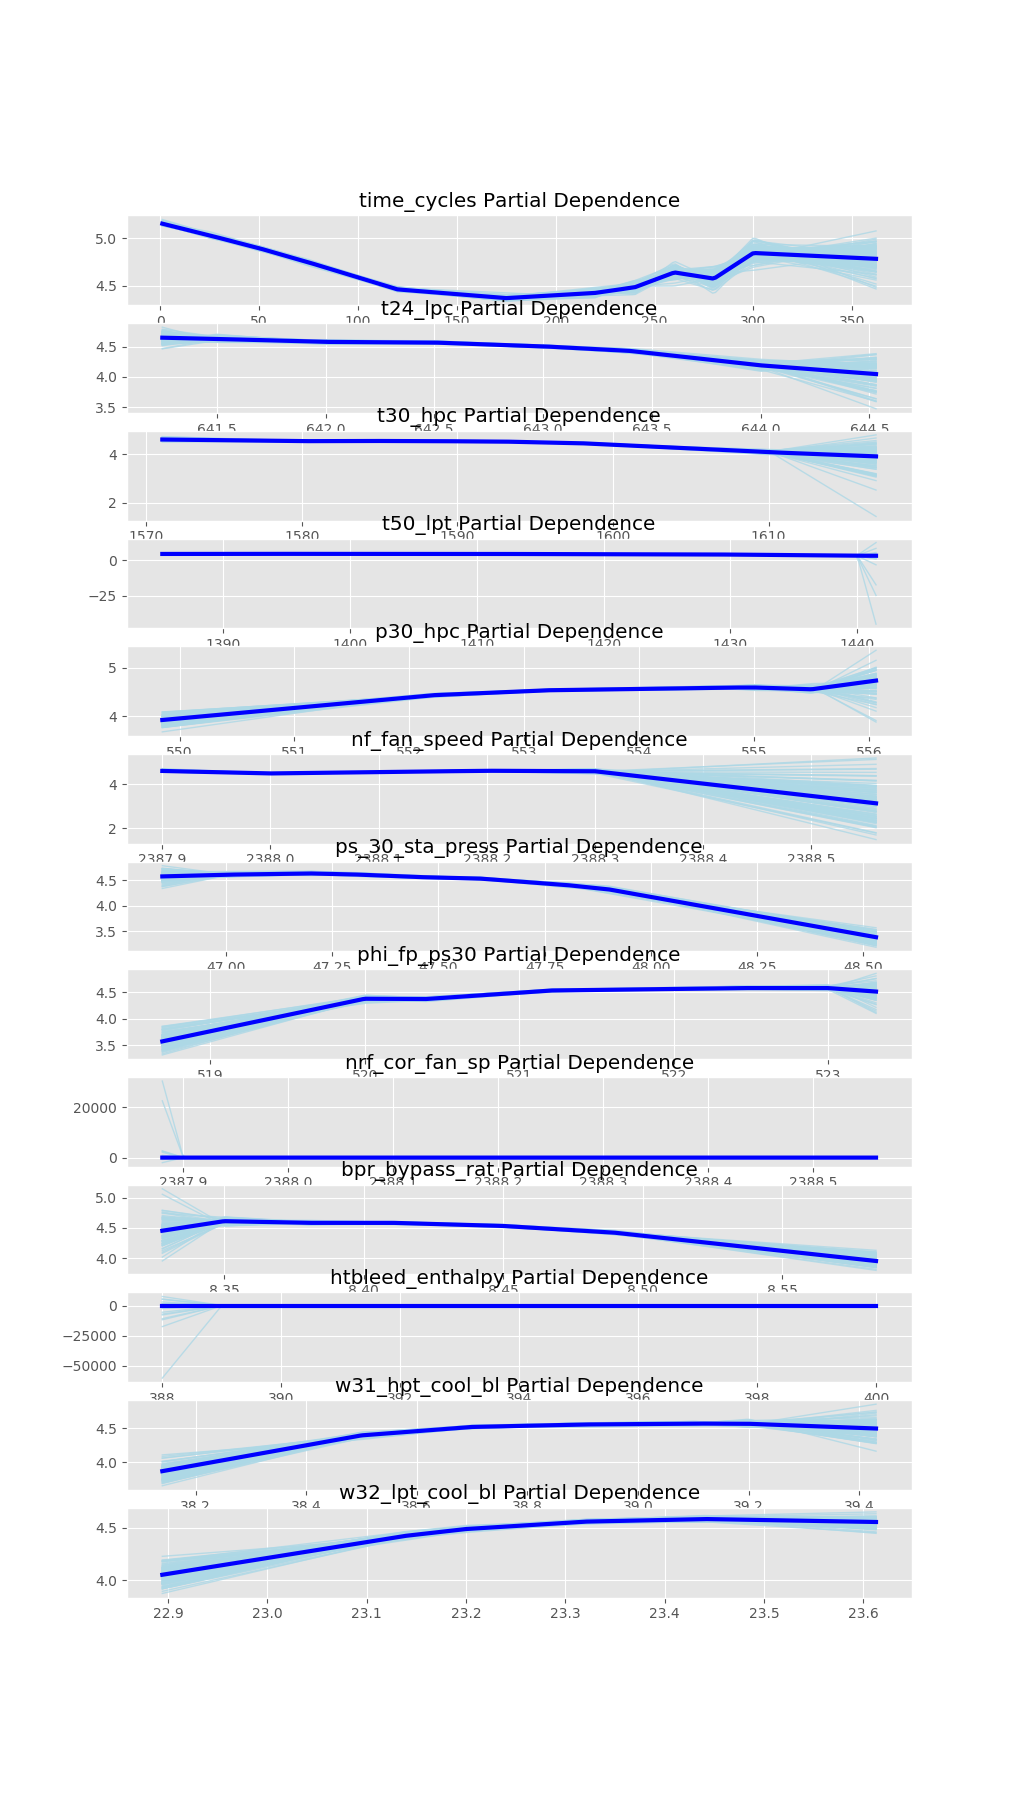 time_cycles Partial Dependence
5.0
4.5
0 50 100 150 200 250 300 350
t24_lpc Partial Dependence
4.5
4.0
3.5
641.5 642.0 642.5 643.0 643.5 644.0 644.5
t30_hpc Partial Dependence
4
2
1570 1580 1590 1600 1610
t50_lpt Partial Dependence
0
−25
1390 1400 1410 1420 1430 1440
p30_hpc Partial Dependence
5
4
550 551 552 553 554 555 556
nf_fan_speed Partial Dependence
4
2
2387.9 2388.0 2388.1 2388.2 2388.3 2388.4 2388.5
ps_30_sta_press Partial Dependence
4.5
4.0
3.5
47.00 47.25 47.50 47.75 48.00 48.25 48.50
phi_fp_ps30 Partial Dependence
4.5
4.0
3.5
519 520 521 522 523
nrf_cor_fan_sp Partial Dependence
20000
0
2387.9 2388.0 2388.1 2388.2 2388.3 2388.4 2388.5
bpr_bypass_rat Partial Dependence
5.0
4.5
4.0
8.35 8.40 8.45 8.50 8.55
htbleed_enthalpy Partial Dependence
0
−25000
−50000
388 390 392 394 396 398 400
w31_hpt_cool_bl Partial Dependence
4.5
4.0
38.2 38.4 38.6 38.8 39.0 39.2 39.4
w32_lpt_cool_bl Partial Dependence
4.5
4.0
22.9 23.0 23.1 23.2 23.3 23.4 23.5 23.6